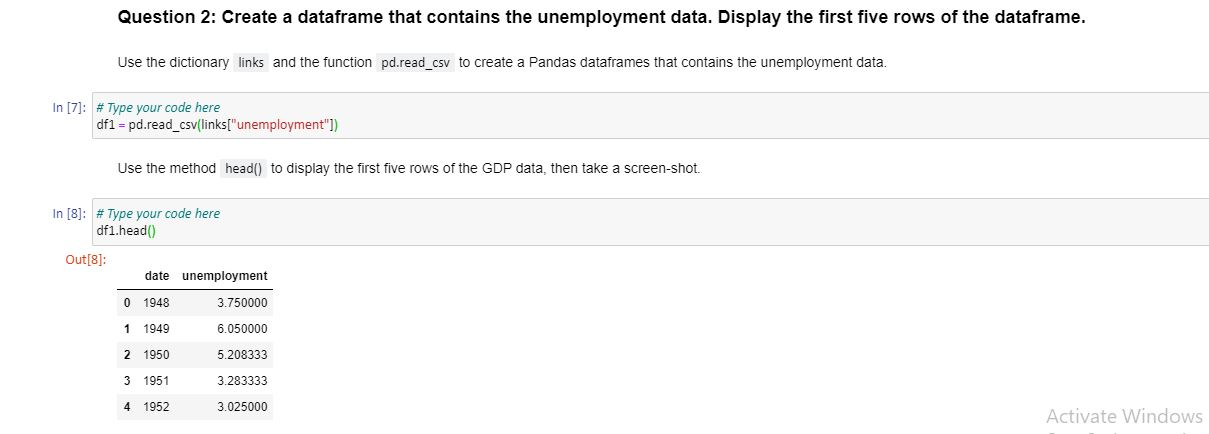 Question 2: Create a dataframe that contains the unemployment data. Display the first five rows of the dataframe.
Use the dictionary links and the function pd.read_csv to create a Pandas dataframes that contains the unemployment data.
In [7]: # Type your code here
df1 = pd.read_csv(links["unemployment"])
Use the method head() to display the first five rows of the GDP data, then take a screen-shot.
In [8]: # Type your code here
df1.head()
Out[8]:
date unemployment
0 1948 3.750000
1 1949 6.050000
2 1950 5.208333
3 1951 3.283333
4 1952 3.025000
Activate Windows